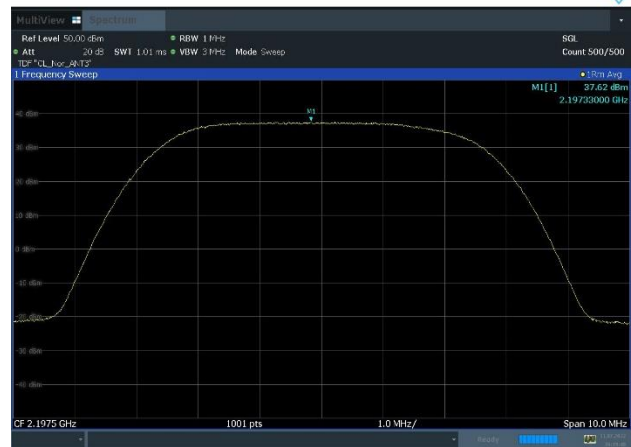 MultiView Spectrum
Ref Level 50.00 dBm RBW 1 MHz SGL
Att 20 dB SWT 1.01 ms VBW 3 MHz Mode Sweep Count 500/500
TDF "CL_Nor_ANT3"
1 Frequency Sweep 1Rm Avg
M1[1] 37.62 dBm
2.19733000 GHz
M1
40 dBm
30 dBm
20 dBm
10 dBm
0 dBm
-10 dBm
-20 dBm
-30 dBm
-40 dBm
CF 2.1975 GHz 1001 pts 1.0 MHz/ Span 10.0 MHz
Ready